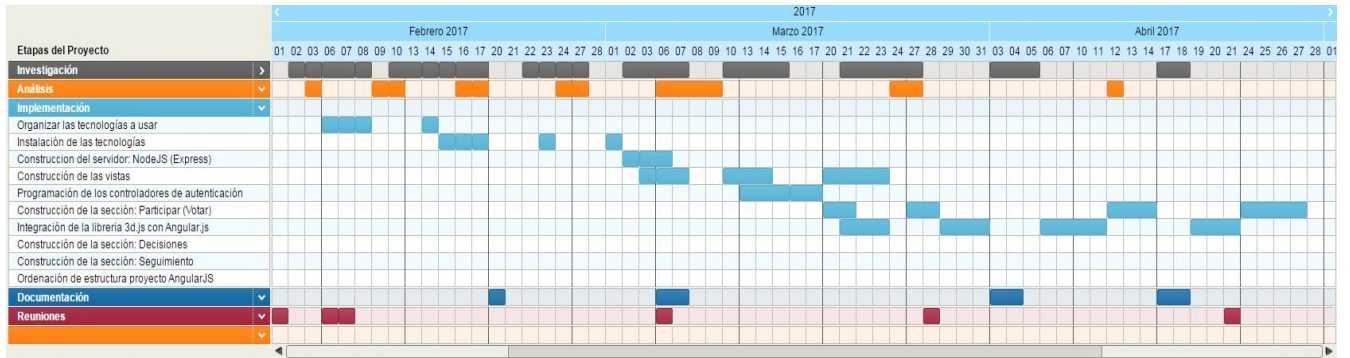 2017
Febrero 2017 Marzo 2017 Abril 2017
Etapas del Proyecto 01 02 03 06 07 08 09 10 13 14 15 16 17 20 21 22 23 24 27 28 01 02 03 06 07 08 09 10 13 14 15 16 17 20 21 22 23 24 27 28 29 30 31 03 04 05 06 07 10 11 12 13 14 17 18 19 20 21 24 25 26 27 28 01
Investigación
Análisis
Implementación
Organizar las tecnologías a usar
Instalación de las tecnologías
Construccion del servidor: NodeJS (Express)
Construcción de las vistas
Programación de los controladores de autenticación
Construcción de la sección: Participar (Votar)
Integración de la libreria 3d.js con Angular.js
Construcción de la sección: Decisiones
Construcción de la sección: Seguimiento
Ordenación de estructura proyecto AngularJS
Documentación
Reuniones